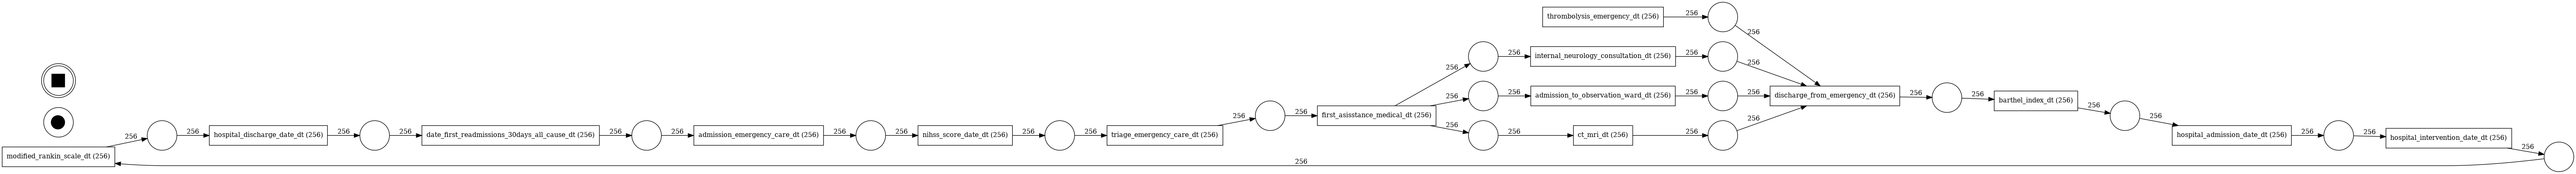 thrombolysis_emergency_dt (256)
256
256
256
internal_neurology_consultation_dt (256)
256
256
256
256
admission_to_observation_ward_dt (256)
256
256
discharge_from_emergency_dt (256)
256
256
barthel_index_dt (256)
256
256
first_asisstance_medical_dt (256)
256
256
256
256
ct_mri_dt (256)
256
256
modified_rankin_scale_dt (256)
256
256
hospital_discharge_date_dt (256)
256
256
date_first_readmissions_30days_all_cause_dt (256)
256
256
admission_emergency_care_dt (256)
256
256
nihss_score_date_dt (256)
256
256
triage_emergency_care_dt (256)
256
hospital_admission_date_dt (256)
256
256
hospital_intervention_date_dt (256)
256
256